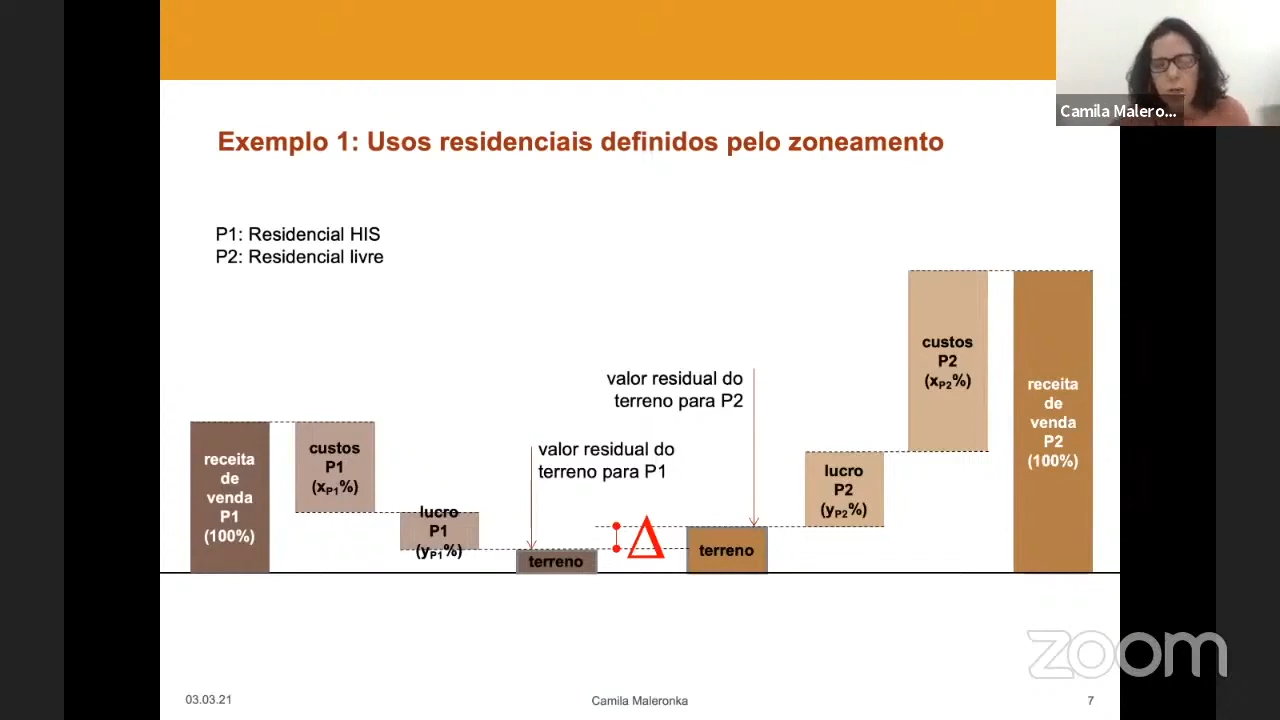 Camila Malero...
Exemplo 1: Usos residenciais definidos pelo zoneamento
P1: Residencial HIS
P2: Residencial livre
receita
de
venda
P1
(100%)
custos
P1
(xP1%)
lucro
P1
(yP1%)
valor residual do
terreno para P1
terreno
Δ
valor residual do
terreno para P2
terreno
lucro
P2
(yP2%)
custos
P2
(xP2%)
receita
de
venda
P2
(100%)
zoom
03.03.21
Camila Maleronka
7